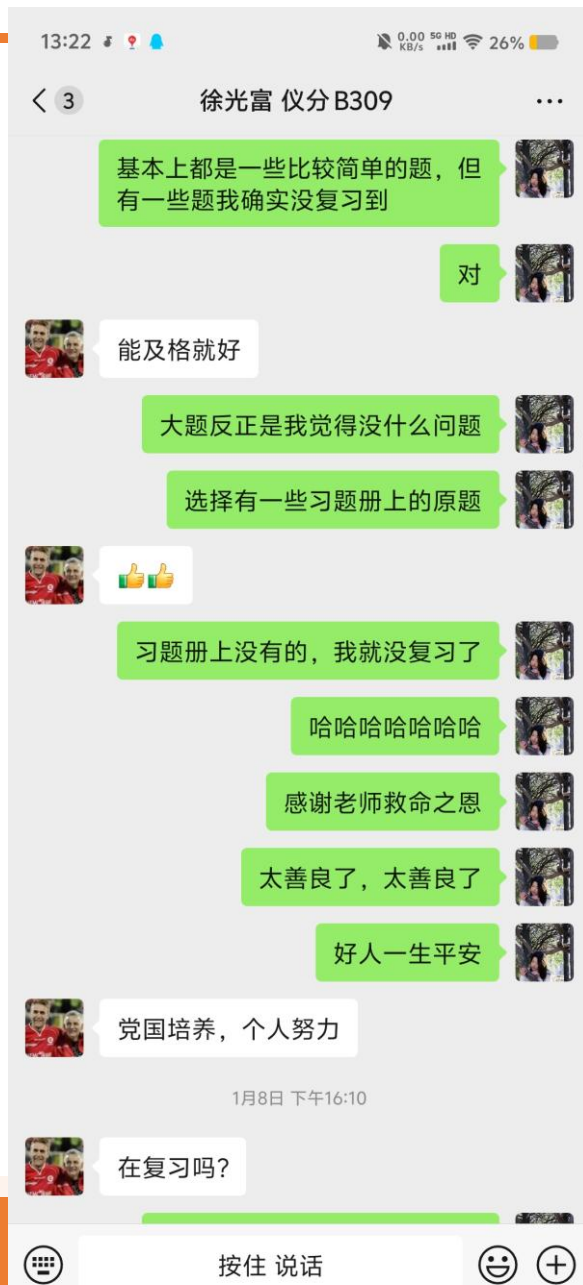 13:22
0.00 KB/s 5G HD 26%
3 徐光富 仪分B309
基本上都是一些比较简单的题，但
有一些题我确实没复习到
对
能及格就好
大题反正是我觉得没什么问题
选择有一些习题册上的原题
习题册上没有的，我就没复习了
哈哈哈哈哈哈哈
感谢老师救命之恩
太善良了，太善良了
好人一生平安
党国培养，个人努力
1月8日 下午16:10
在复习吗？
按住 说话